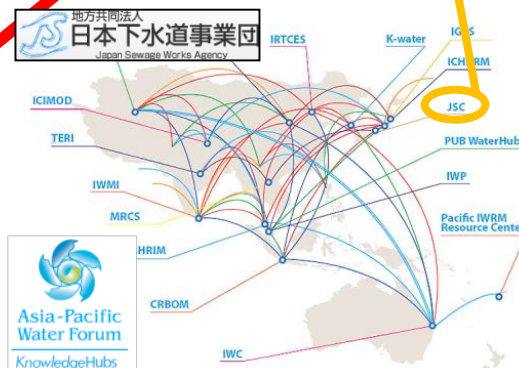 地方共同法人
日本下水道事業団
Japan Sewage Works Agency
IRTCES
K-water
ICHARM
ICIMOD
JSC
TERI
PUB WaterHub
IWMI
IWP
MRCS
Pacific IWRM
Resource Cente
HRIM
CRBOM
IWC
Asia-Pacific
Water Forum
KnowledgeHubs